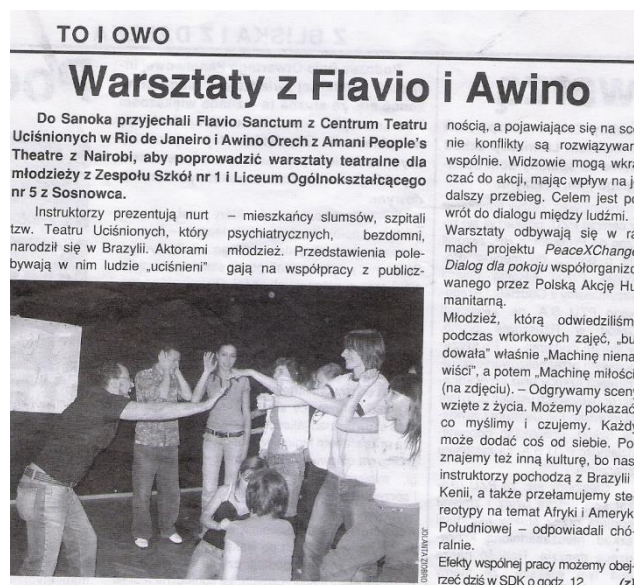 TO I OWO
Warsztaty z Flavio i Awino
Do Sanoka przyjechali Flavio Sanctum z Centrum Teatru
Uciśnionych w Rio de Janeiro i Awino Orech z Amani People's
Theatre z Nairobi, aby poprowadzić warsztaty teatralne dla
młodzieży z Zespołu Szkół nr 1 i Liceum Ogólnokształcącego
nr 5 z Sosnowca.
Instruktorzy prezentują nurt
tzw. Teatru Uciśnionych, który
narodził się w Brazylii. Aktorami
bywają w nim ludzie „uciśnieni”
– mieszkańcy slumsów, szpitali
psychiatrycznych, bezdomni,
młodzież. Przedstawienia pole-
gają na współpracy z publicz-
nością, a pojawiające się na sce
nie konflikty są rozwiązywan
wspólnie. Widzowie mogą wkra
czać do akcji, mając wpływ na je
dalszy przebieg. Celem jest po
wrót do dialogu między ludźmi.
Warsztaty odbywają się w ra
mach projektu PeaceXChange
Dialog dla pokoju współorganizo
wanego przez Polską Akcję Hu
manitarną.
Młodzież, którą odwiedziliśm
podczas wtorkowych zajęć, „bu
dowała” właśnie „Machinę niena
wiści”, a potem „Machinę miłości
(na zdjęciu). – Odgrywamy sceny
wzięte z życia. Możemy pokazać
co myślimy i czujemy. Każdy
może dodać coś od siebie. Po
znajemy też inną kulturę, bo nas
instruktorzy pochodzą z Brazylii
Kenii, a także przełamujemy ste
reotypy na temat Afryki i Ameryk
Południowej – odpowiadali chó-
ralnie.
Efekty wspólnej pracy możemy obej-
rzeć dziś w SDK o godz. 12
JOLANTA ZIOBRO